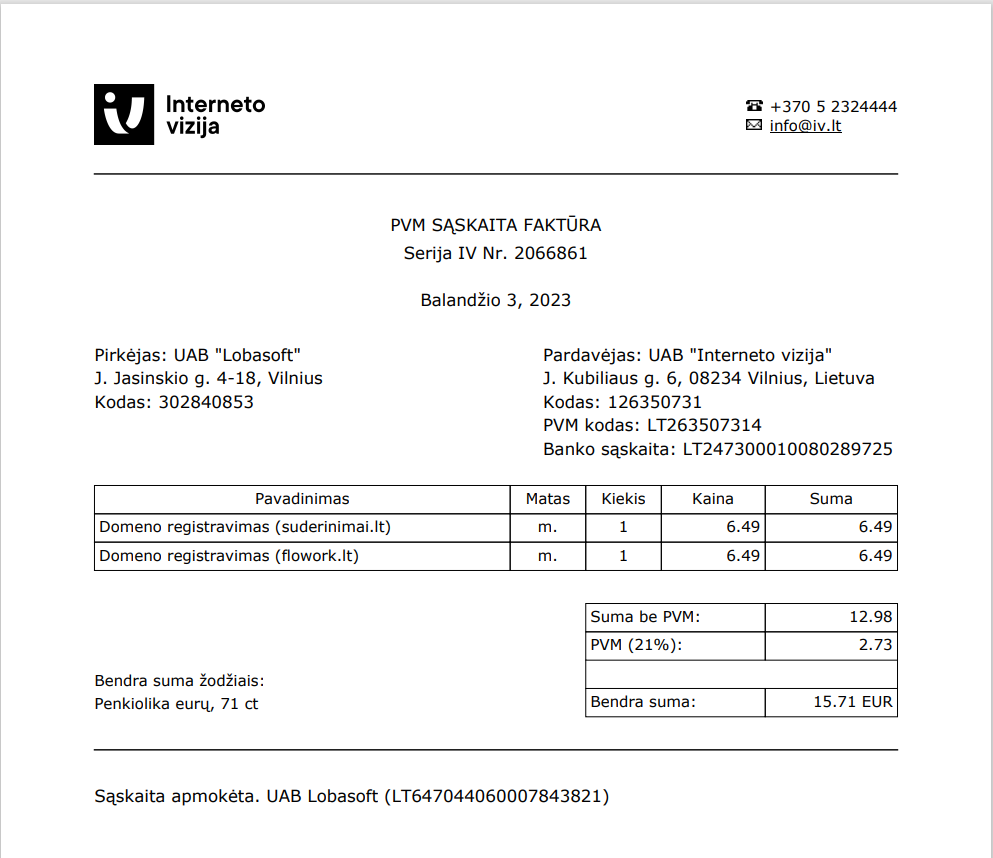 Interneto
vizija
+370 5 2324444
info@iv.lt
PVM SĄSKAITA FAKTŪRA
Serija IV Nr. 2066861
Balandžio 3, 2023
Pirkėjas: UAB "Lobasoft"
J. Jasinskio g. 4-18, Vilnius
Kodas: 302840853
Pardavėjas: UAB "Interneto vizija"
J. Kubiliaus g. 6, 08234 Vilnius, Lietuva
Kodas: 126350731
PVM kodas: LT263507314
Banko sąskaita: LT247300010080289725
Pavadinimas Matas Kiekis Kaina Suma
Domeno registravimas (suderinimai.lt) m. 1 6.49 6.49
Domeno registravimas (flowork.lt) m. 1 6.49 6.49
Suma be PVM: 12.98
PVM (21%): 2.73
Bendra suma: 15.71 EUR
Bendra suma žodžiais:
Penkiolika eurų, 71 ct
Sąskaita apmokėta. UAB Lobasoft (LT647044060007843821)